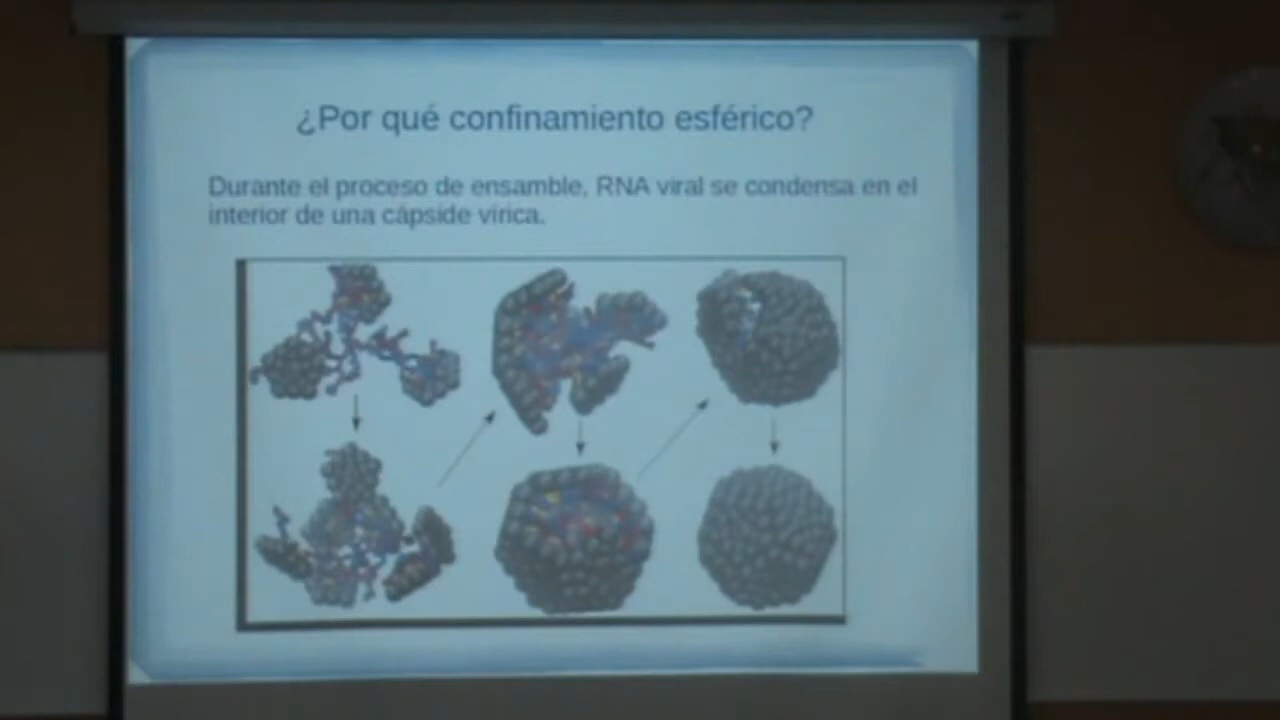 ¿Por qué confinamiento esférico?
Durante el proceso de ensamble, RNA viral se condensa en el
interior de una cápside vírica.